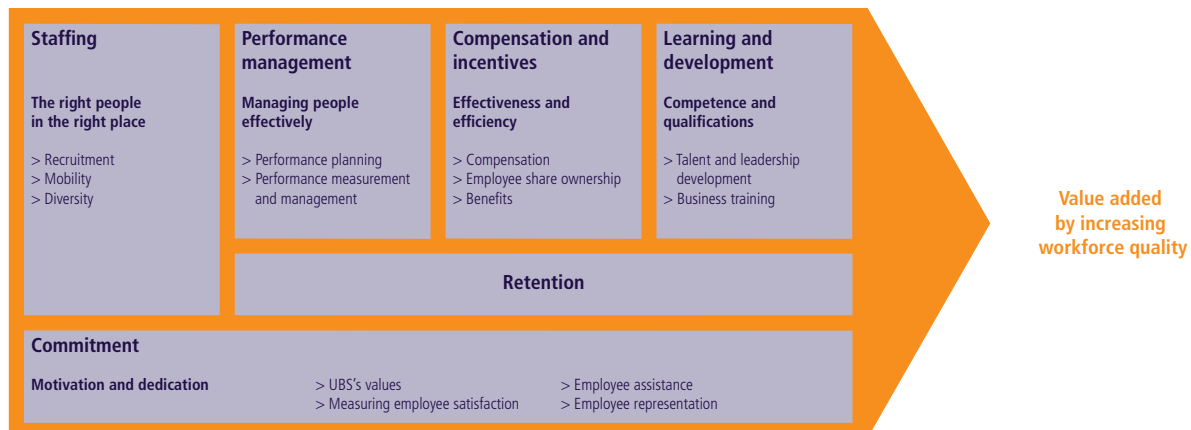 Staffing
The right people
in the right place
> Recruitment
> Mobility
> Diversity
Performance
management
Managing people
effectively
> Performance planning
> Performance measurement
and management
Compensation and
incentives
Effectiveness and
efficiency
> Compensation
> Employee share ownership
> Benefits
Learning and
development
Competence and
qualifications
> Talent and leadership
development
> Business training
Retention
Commitment
Motivation and dedication
> UBS's values
> Measuring employee satisfaction
> Employee assistance
> Employee representation
Value added
by increasing
workforce quality